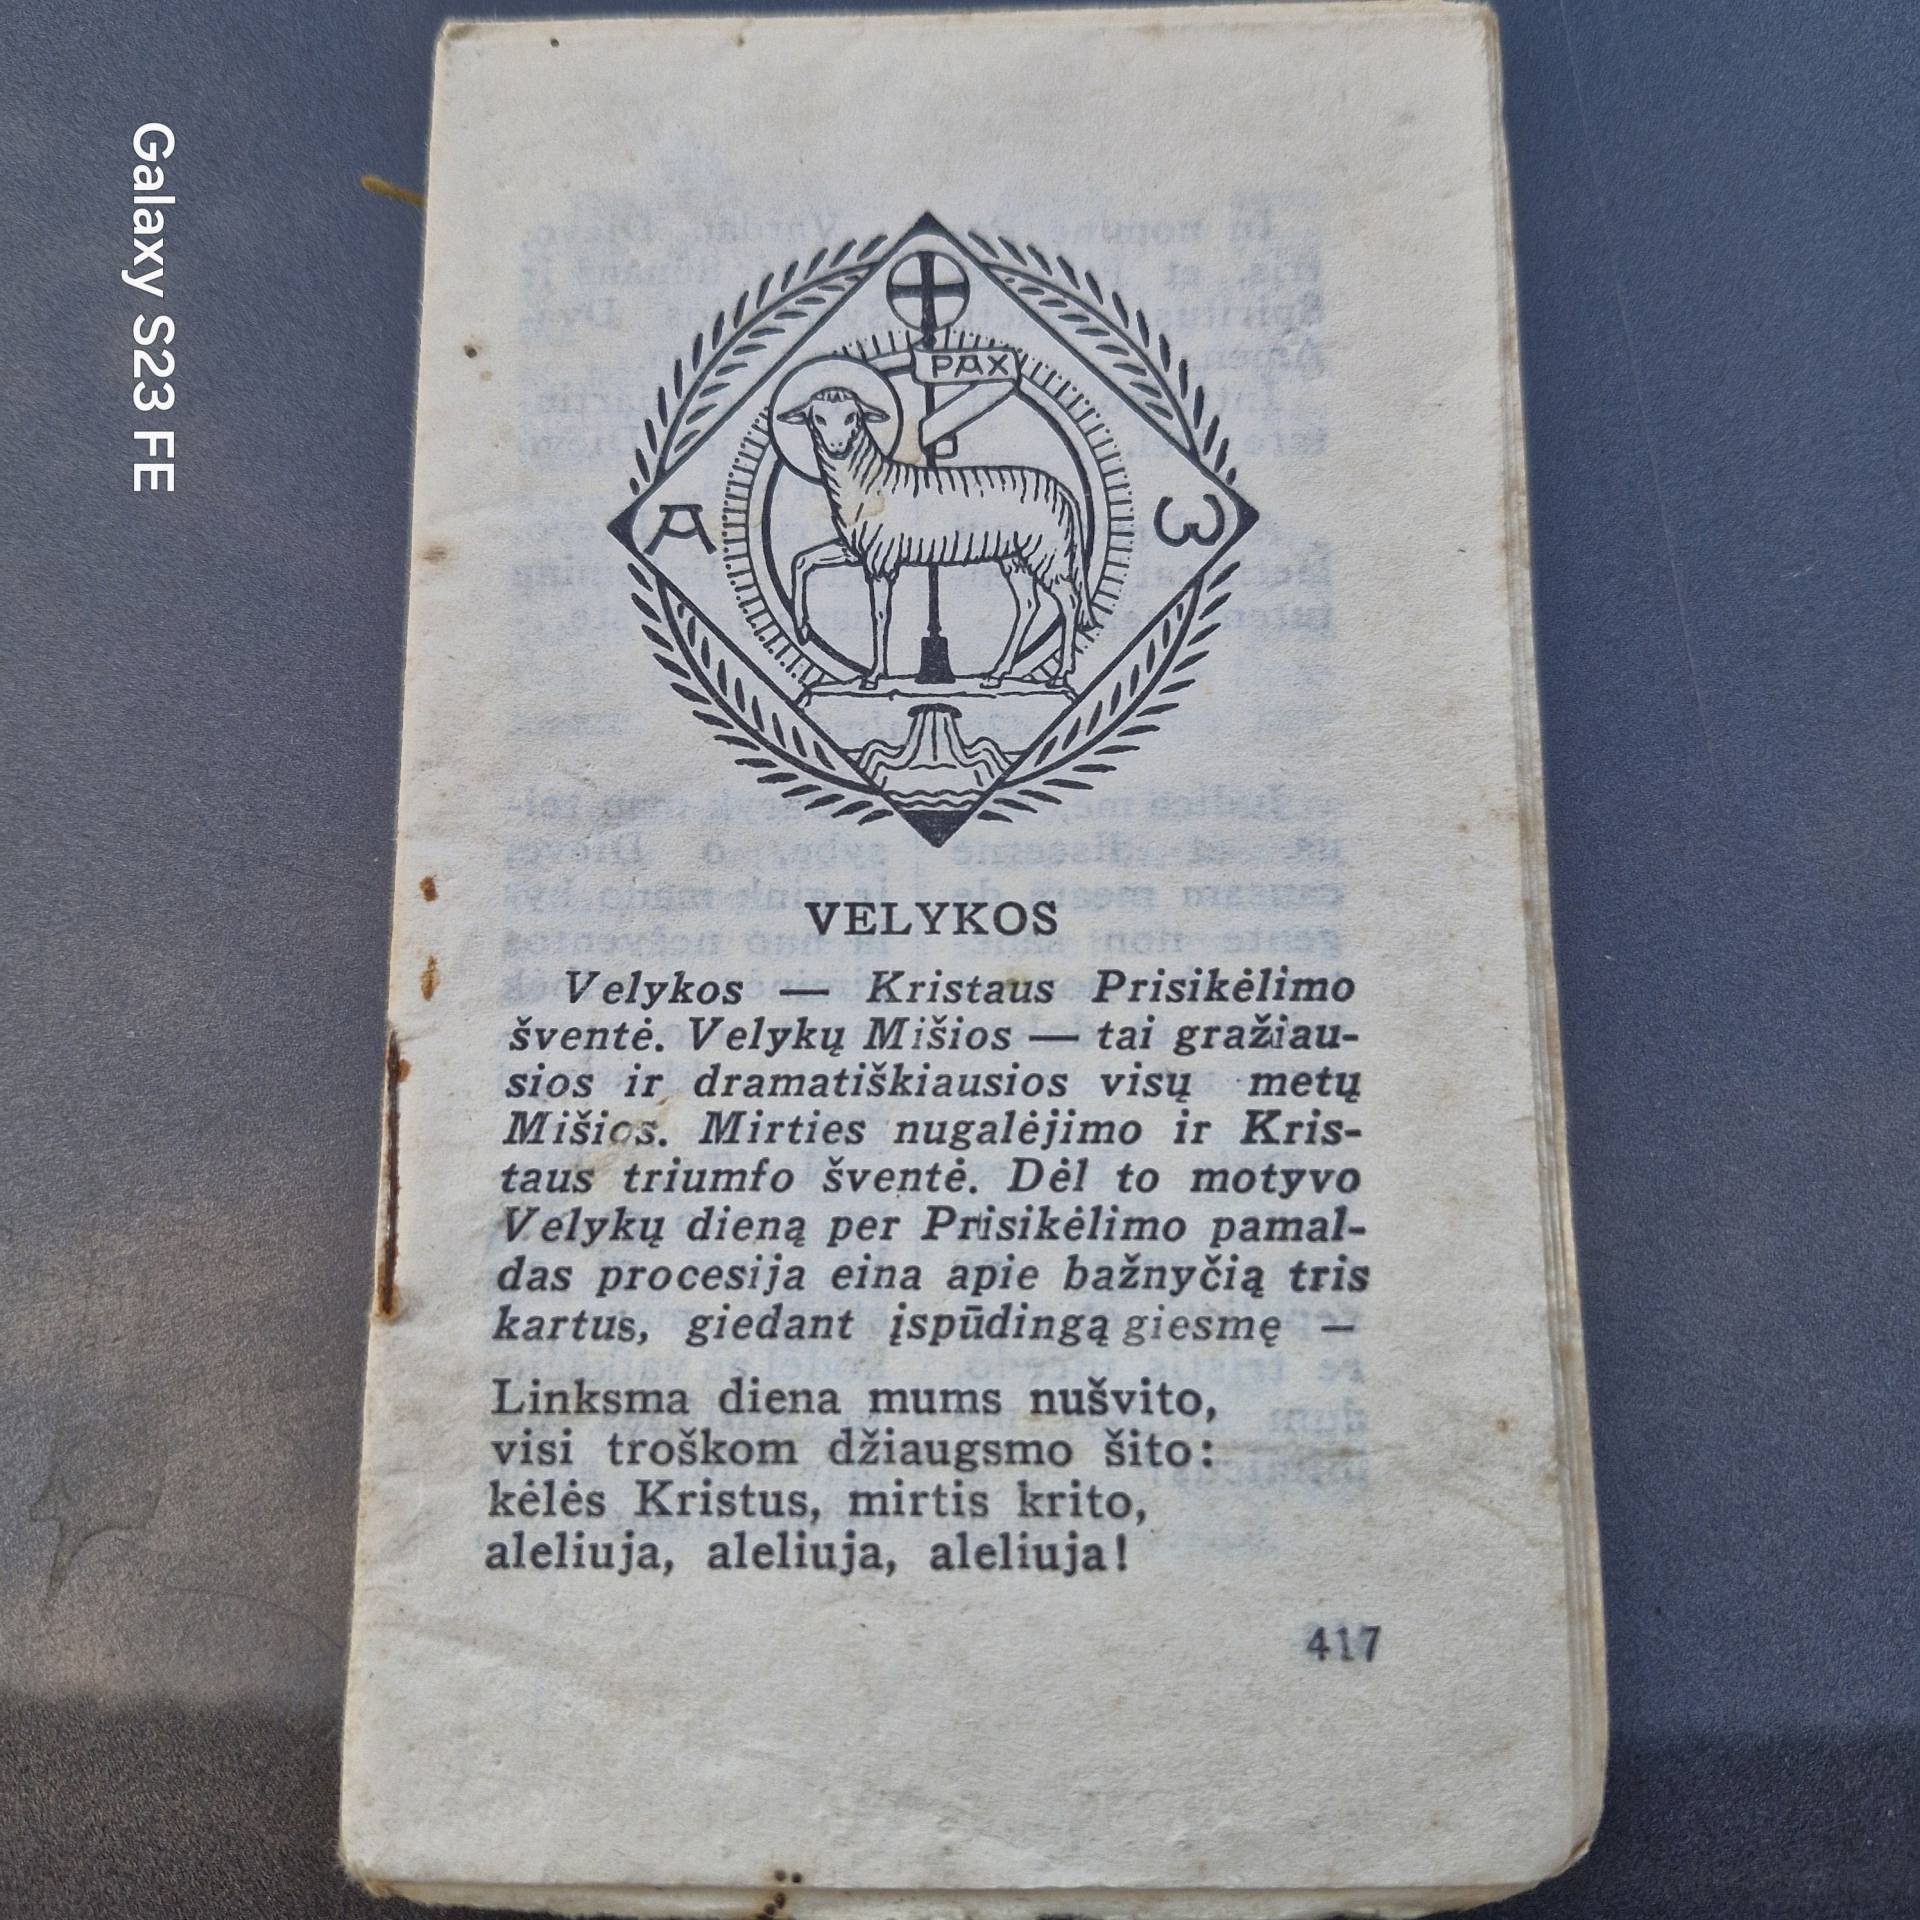 Galaxy S23 FE
PAX
A ω
VELYKOS
Velykos — Kristaus Prisikėlimo
šventė. Velykų Mišios — tai gražiau-
sios ir dramatiškiausios visų metų
Mišios. Mirties nugalėjimo ir Kris-
taus triumfo šventė. Dėl to motyvo
Velykų dieną per Prisikėlimo pamal-
das procesija eina apie bažnyčią tris
kartus, giedant įspūdingą giesmę —
Linksma diena mums nušvito,
visi troškom džiaugsmo šito:
kėlės Kristus, mirtis krito,
aleliuja, aleliuja, aleliuja!
417